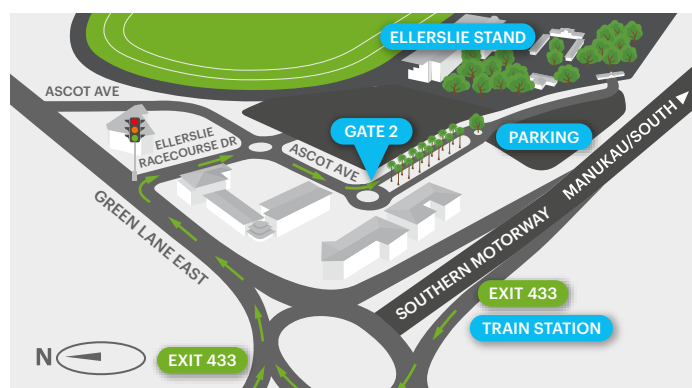 ELLERSLIE STAND
ASCOT AVE
ELLERSLIE
RACECOURSE DR
GATE 2
ASCOT AVE
PARKING
MANUKAU/SOUTH
GREEN LANE EAST
SOUTHERN MOTORWAY
EXIT 433
TRAIN STATION
N
EXIT 433